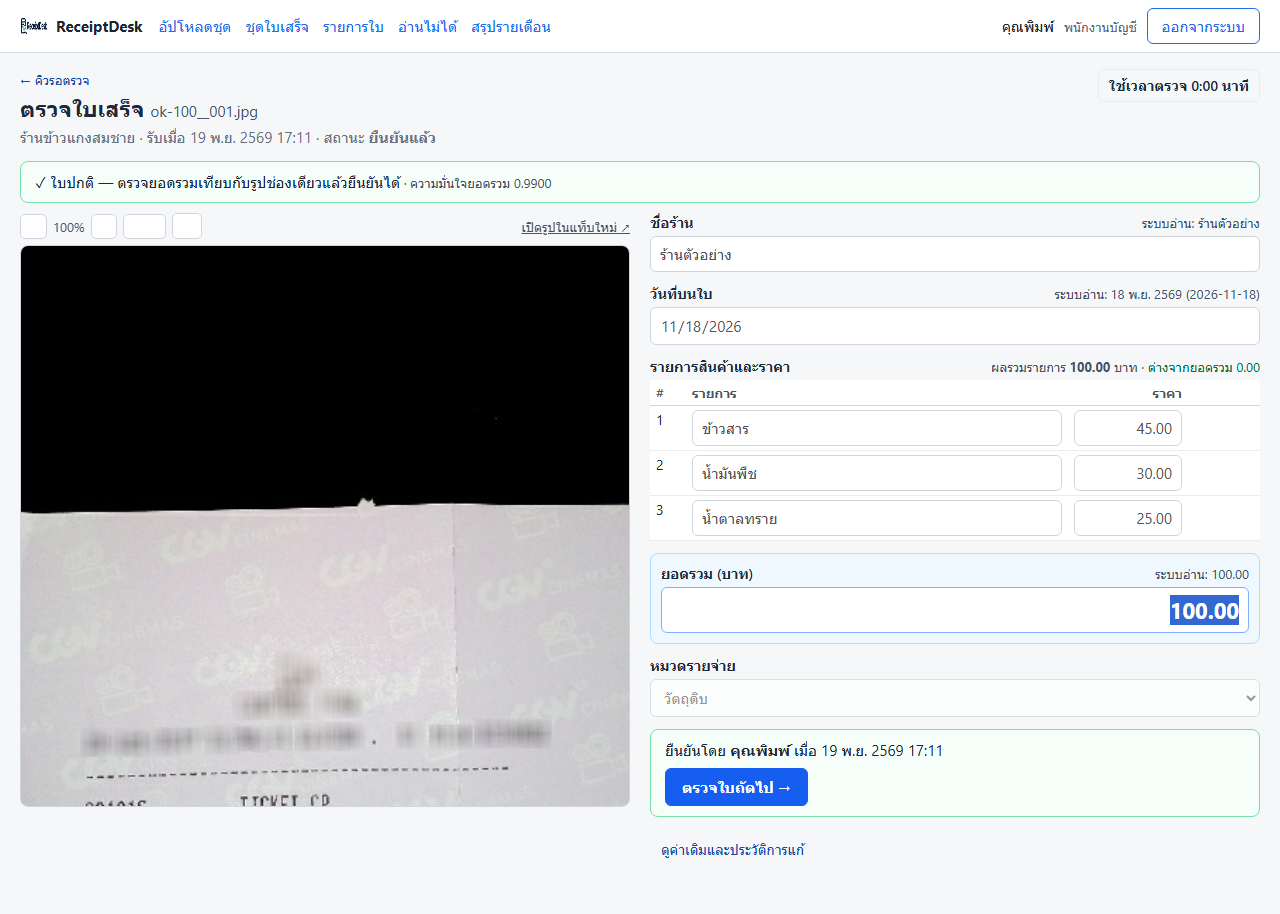 ReceiptDesk
อัปโหลดชุด
ชุดใบเสร็จ
รายการใบ
อ่านไม่ได้
สรุปรายเดือน
คุณพิมพ์ พนักงานบัญชี
ออกจากระบบ
← คิวรอตรวจ
ใช้เวลาตรวจ 0:00 นาที
ตรวจใบเสร็จ ok-100__001.jpg
ร้านข้าวแกงสมชาย · รับเมื่อ 19 พ.ย. 2569 17:11 · สถานะ ยืนยันแล้ว
✓ ใบปกติ — ตรวจยอดรวมเทียบกับรูปช่องเดียวแล้วยืนยันได้ · ความมั่นใจยอดรวม 0.9900
100%
เปิดรูปในแท็บใหม่ ↗
CGV CINEMAS
TICKET CP
ชื่อร้าน
ระบบอ่าน: ร้านตัวอย่าง
ร้านตัวอย่าง
วันที่บนใบ
ระบบอ่าน: 18 พ.ย. 2569 (2026-11-18)
11/18/2026
รายการสินค้าและราคา
ผลรวมรายการ 100.00 บาท · ต่างจากยอดรวม 0.00
# รายการ ราคา
1 ข้าวสาร 45.00
2 น้ำมันพืช 30.00
3 น้ำตาลทราย 25.00
ยอดรวม (บาท)
ระบบอ่าน: 100.00
100.00
หมวดรายจ่าย
วัตถุดิบ
ยืนยันโดย คุณพิมพ์ เมื่อ 19 พ.ย. 2569 17:11
ตรวจใบถัดไป →
ดูค่าเดิมและประวัติการแก้